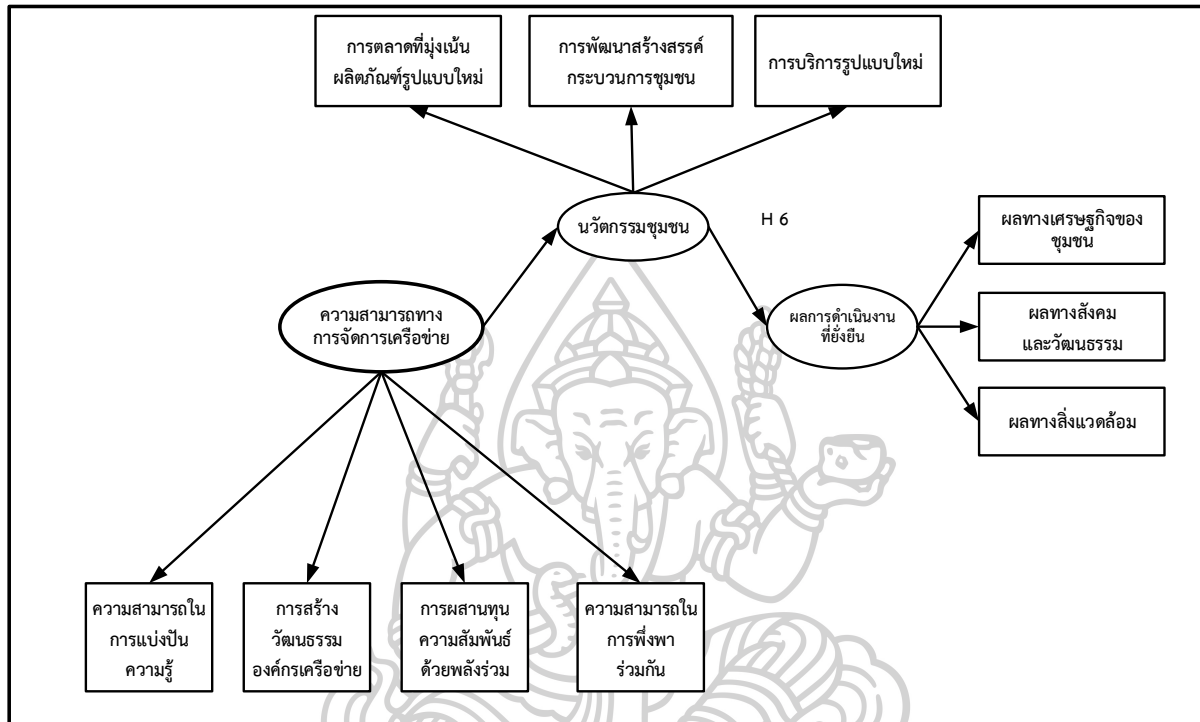 การตลาดที่มุ่งเน้น
ผลิตภัณฑ์รูปแบบใหม่
การพัฒนาสร้างสรรค์
กระบวนการชุมชน
การบริการรูปแบบใหม่
นวัตกรรมชุมชน
H 6
ผลทางเศรษฐกิจของ
ชุมชน
ความสามารถทาง
การจัดการเครือข่าย
ผลการดำเนินงาน
ที่ยั่งยืน
ผลทางสังคม
และวัฒนธรรม
ผลทางสิ่งแวดล้อม
ความสามารถใน
การแบ่งปัน
ความรู้
การสร้าง
วัฒนธรรม
องค์กรเครือข่าย
การผสานทุน
ความสัมพันธ์
ด้วยพลังร่วม
ความสามารถใน
การพึ่งพา
ร่วมกัน